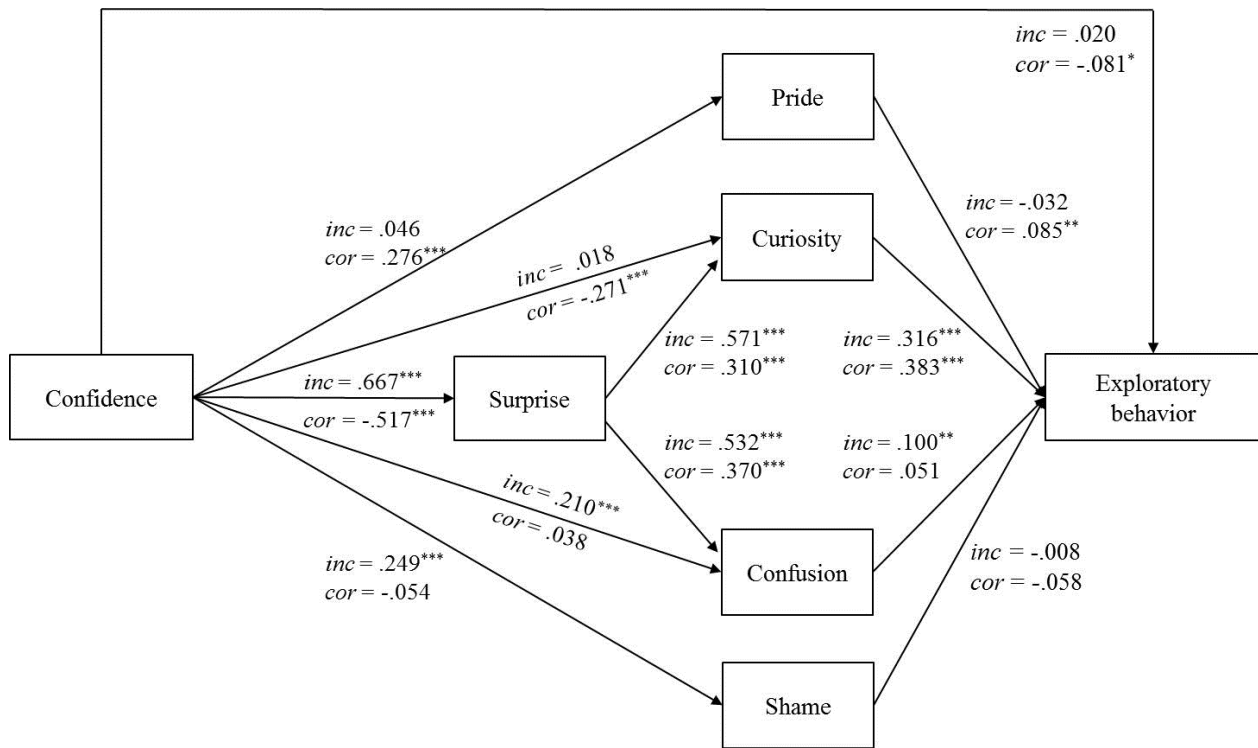 inc = .020
cor = -.081*
Pride
inc = .046
cor = .276***
inc = -.032
cor = .085**
Curiosity
inc = .018
cor = -.271***
inc = .571***
cor = .310***
inc = .316***
cor = .383***
Confidence
inc = .667***
cor = -.517***
Surprise
Exploratory
behavior
inc = .532***
cor = .370***
inc = .100**
cor = .051
inc = .210***
cor = .038
Confusion
inc = .249***
cor = -.054
inc = -.008
cor = -.058
Shame